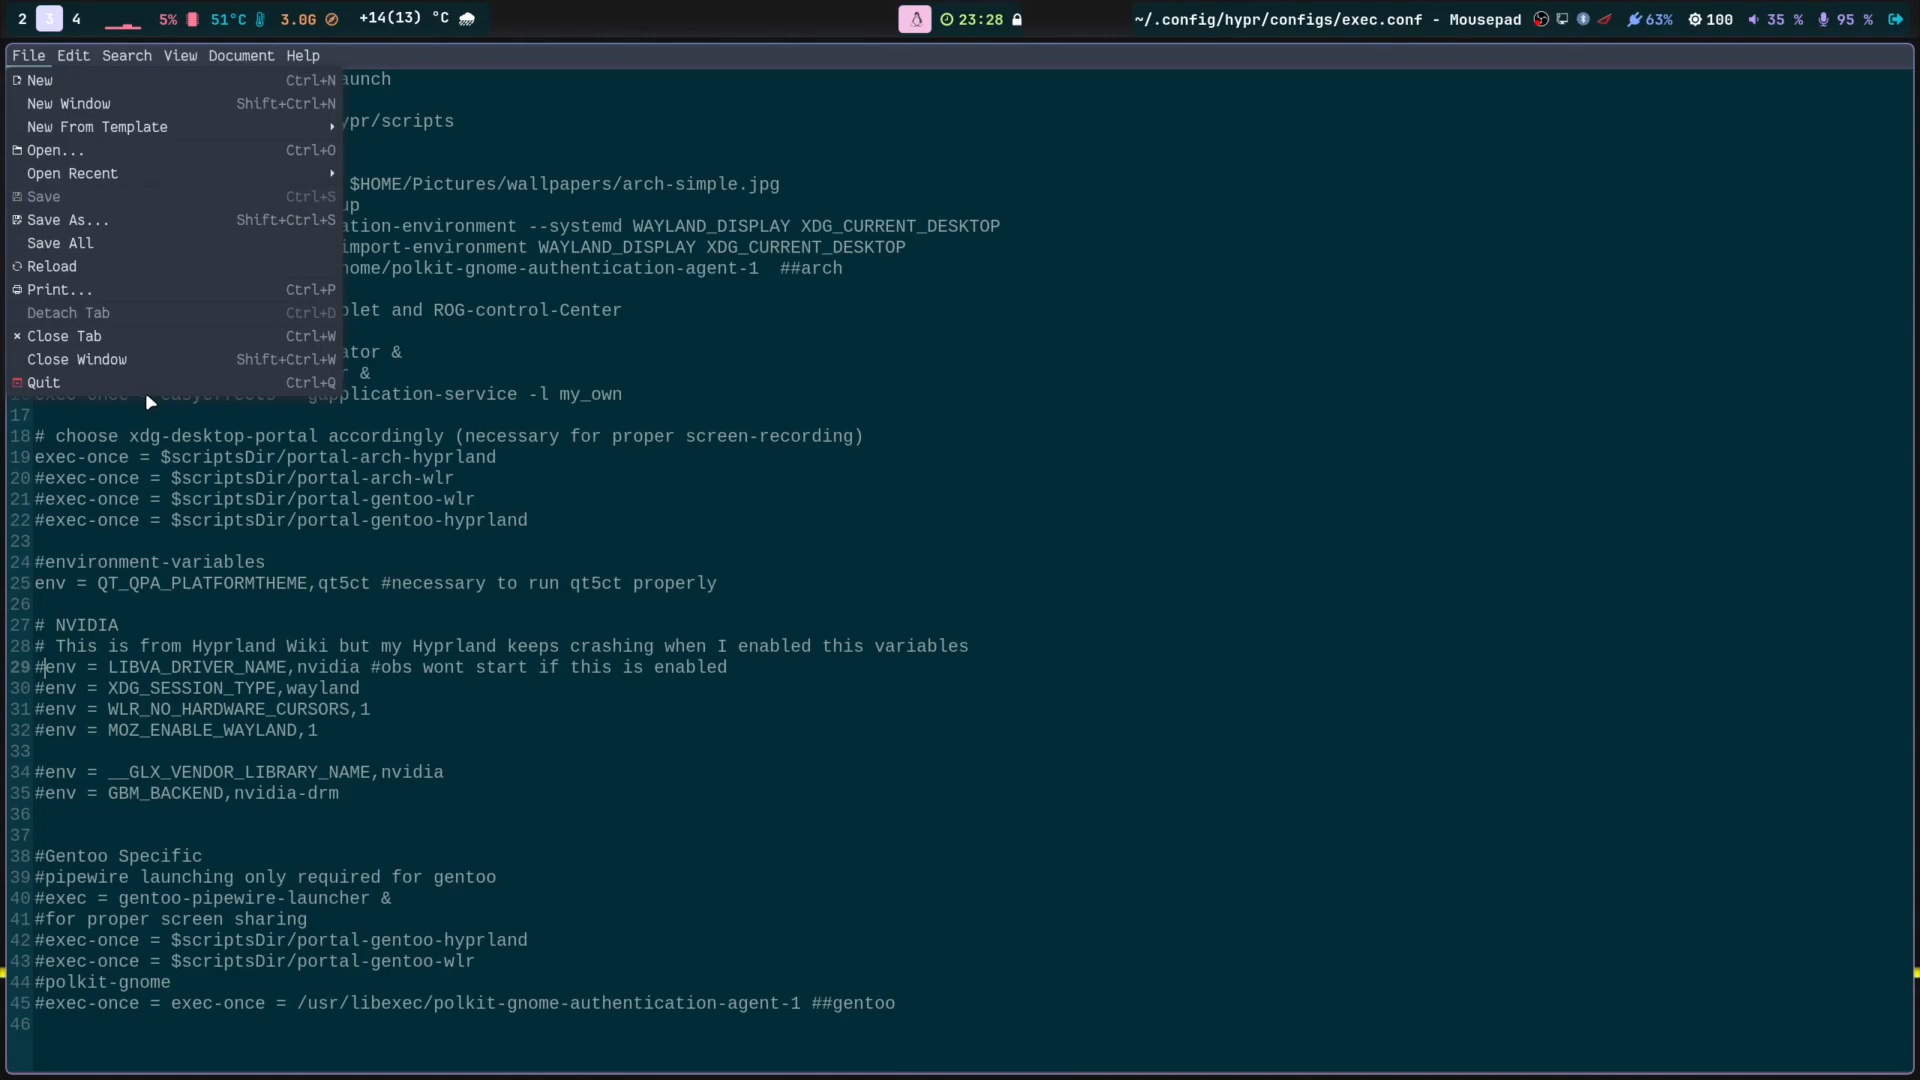 2 3 4 5% 51°C 3.0G +14(13) °C 23:28 ~/.config/hypr/configs/exec.conf - Mousepad 63% 100 35 % 95 %
File Edit Search View Document Help
New Ctrl+N
New Window Shift+Ctrl+N
New From Template
Open... Ctrl+O
Open Recent
Save Ctrl+S
Save As... Shift+Ctrl+S
Save All
Reload
Print... Ctrl+P
Detach Tab Ctrl+D
Close Tab Ctrl+W
Close Window Shift+Ctrl+W
Quit Ctrl+Q
aunch
ypr/scripts
$HOME/Pictures/wallpapers/arch-simple.jpg
up
ation-environment --systemd WAYLAND_DISPLAY XDG_CURRENT_DESKTOP
import-environment WAYLAND_DISPLAY XDG_CURRENT_DESKTOP
nome/polkit-gnome-authentication-agent-1 ##arch
plet and ROG-control-Center
ator &
r &
application-service -l my_own
17
18 # choose xdg-desktop-portal accordingly (necessary for proper screen-recording)
19 exec-once = $scriptsDir/portal-arch-hyprland
20 #exec-once = $scriptsDir/portal-arch-wlr
21 #exec-once = $scriptsDir/portal-gentoo-wlr
22 #exec-once = $scriptsDir/portal-gentoo-hyprland
23
24 #environment-variables
25 env = QT_QPA_PLATFORMTHEME,qt5ct #necessary to run qt5ct properly
26
27 # NVIDIA
28 # This is from Hyprland Wiki but my Hyprland keeps crashing when I enabled this variables
29 #env = LIBVA_DRIVER_NAME,nvidia #obs wont start if this is enabled
30 #env = XDG_SESSION_TYPE,wayland
31 #env = WLR_NO_HARDWARE_CURSORS,1
32 #env = MOZ_ENABLE_WAYLAND,1
33
34 #env = __GLX_VENDOR_LIBRARY_NAME,nvidia
35 #env = GBM_BACKEND,nvidia-drm
36
37
38 #Gentoo Specific
39 #pipewire launching only required for gentoo
40 #exec = gentoo-pipewire-launcher &
41 #for proper screen sharing
42 #exec-once = $scriptsDir/portal-gentoo-hyprland
43 #exec-once = $scriptsDir/portal-gentoo-wlr
44 #polkit-gnome
45 #exec-once = exec-once = /usr/libexec/polkit-gnome-authentication-agent-1 ##gentoo
46